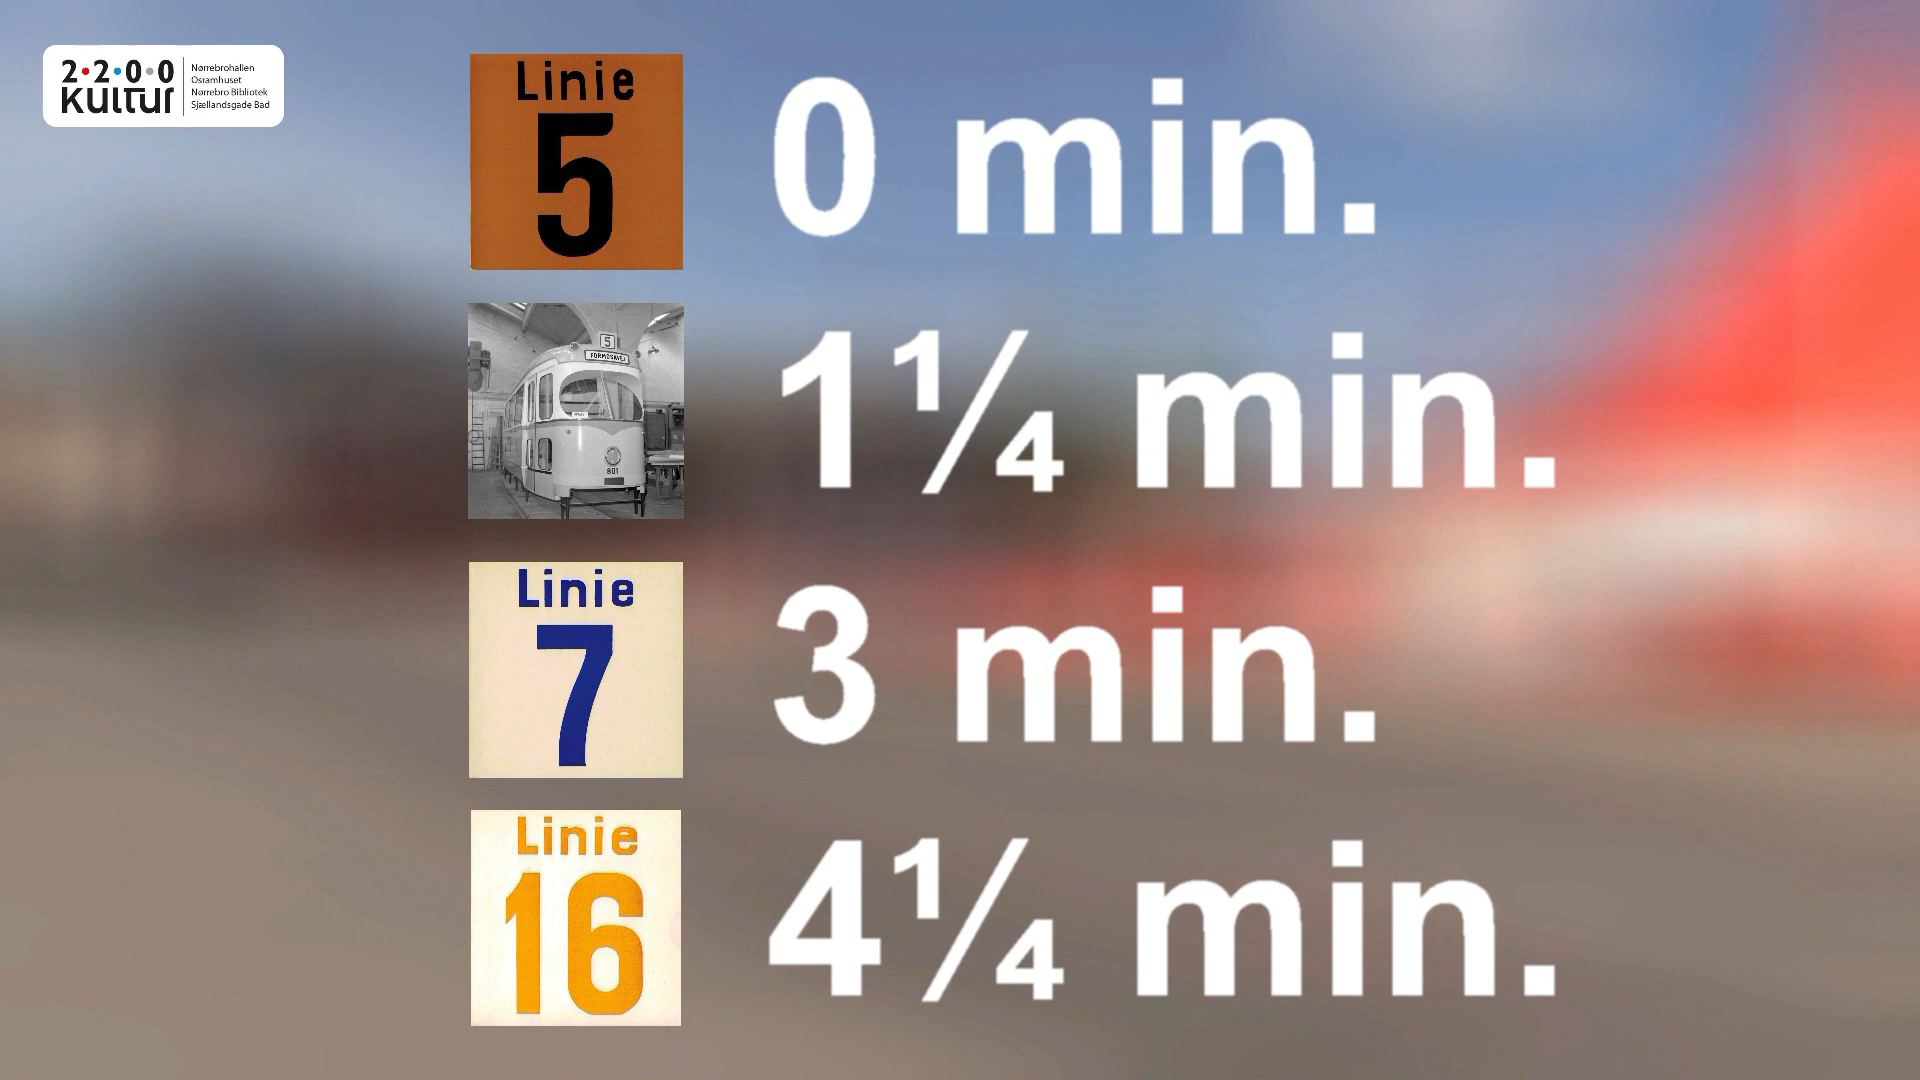 2·2·0·0
kultur
Nørrebrohallen
Osramhuset
Nørrebro Bibliotek
Sjællandsgade Bad
Linie
5
0 min.
5
FORMOSAVEJ
801
1¼ min.
Linie
7
3 min.
Linie
16
4¼ min.